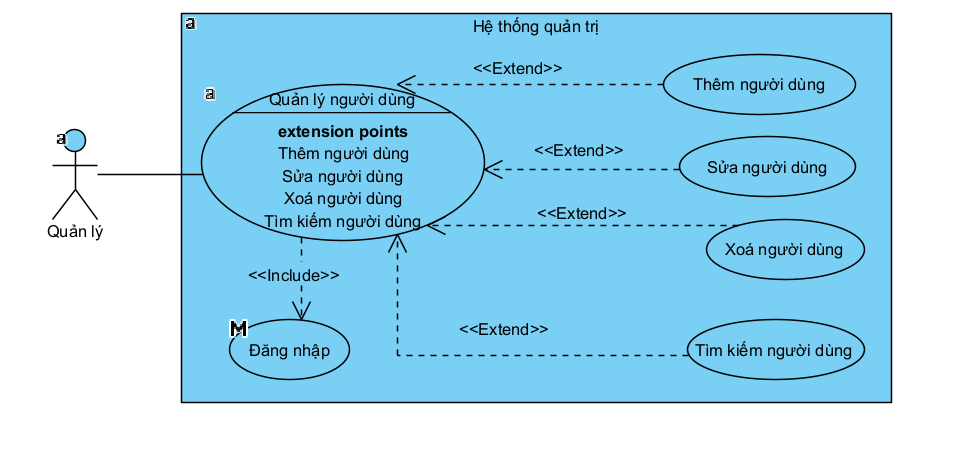 a
Hệ thống quản trị
<<Extend>>
Thêm người dùng
a
Quản lý người dùng
extension points
Thêm người dùng
Sửa người dùng
Xoá người dùng
Tìm kiếm người dùng
<<Extend>>
Sửa người dùng
<<Extend>>
Xoá người dùng
a
Quản lý
<<Include>>
<<Extend>>
Tìm kiếm người dùng
M
Đăng nhập